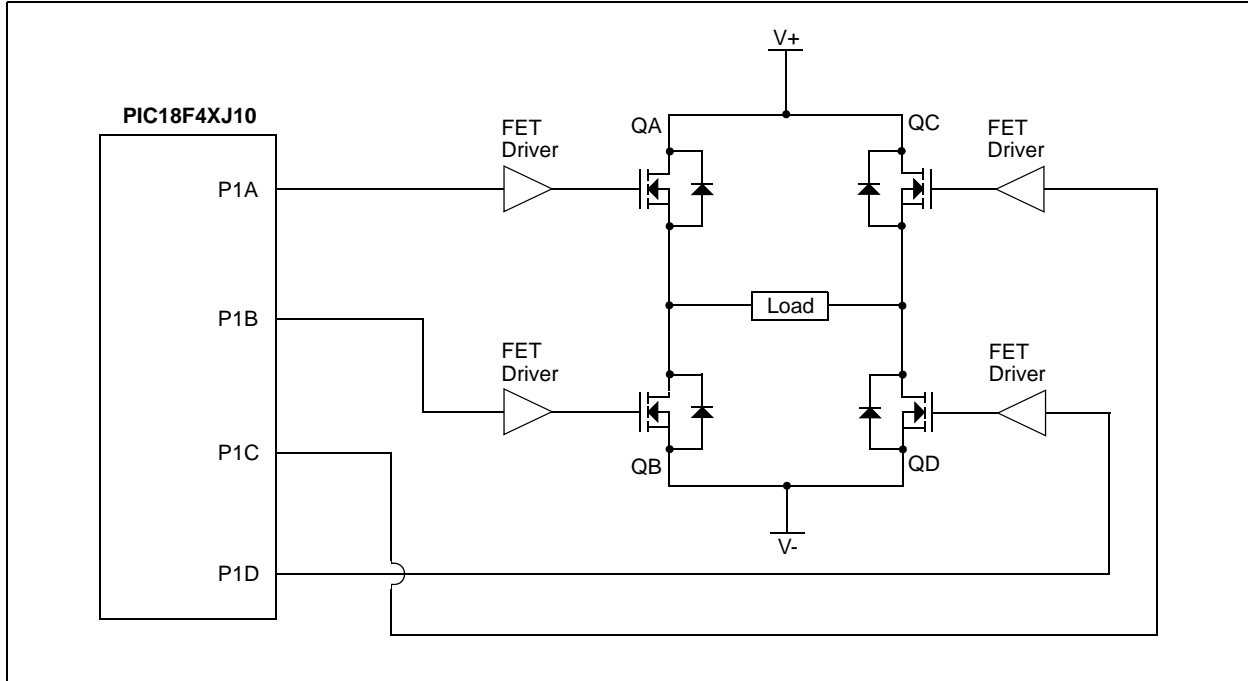 V+
PIC18F4XJ10
FET
Driver
QA
QC
FET
Driver
P1A
Load
P1B
FET
Driver
FET
Driver
P1C
QB
QD
V-
P1D